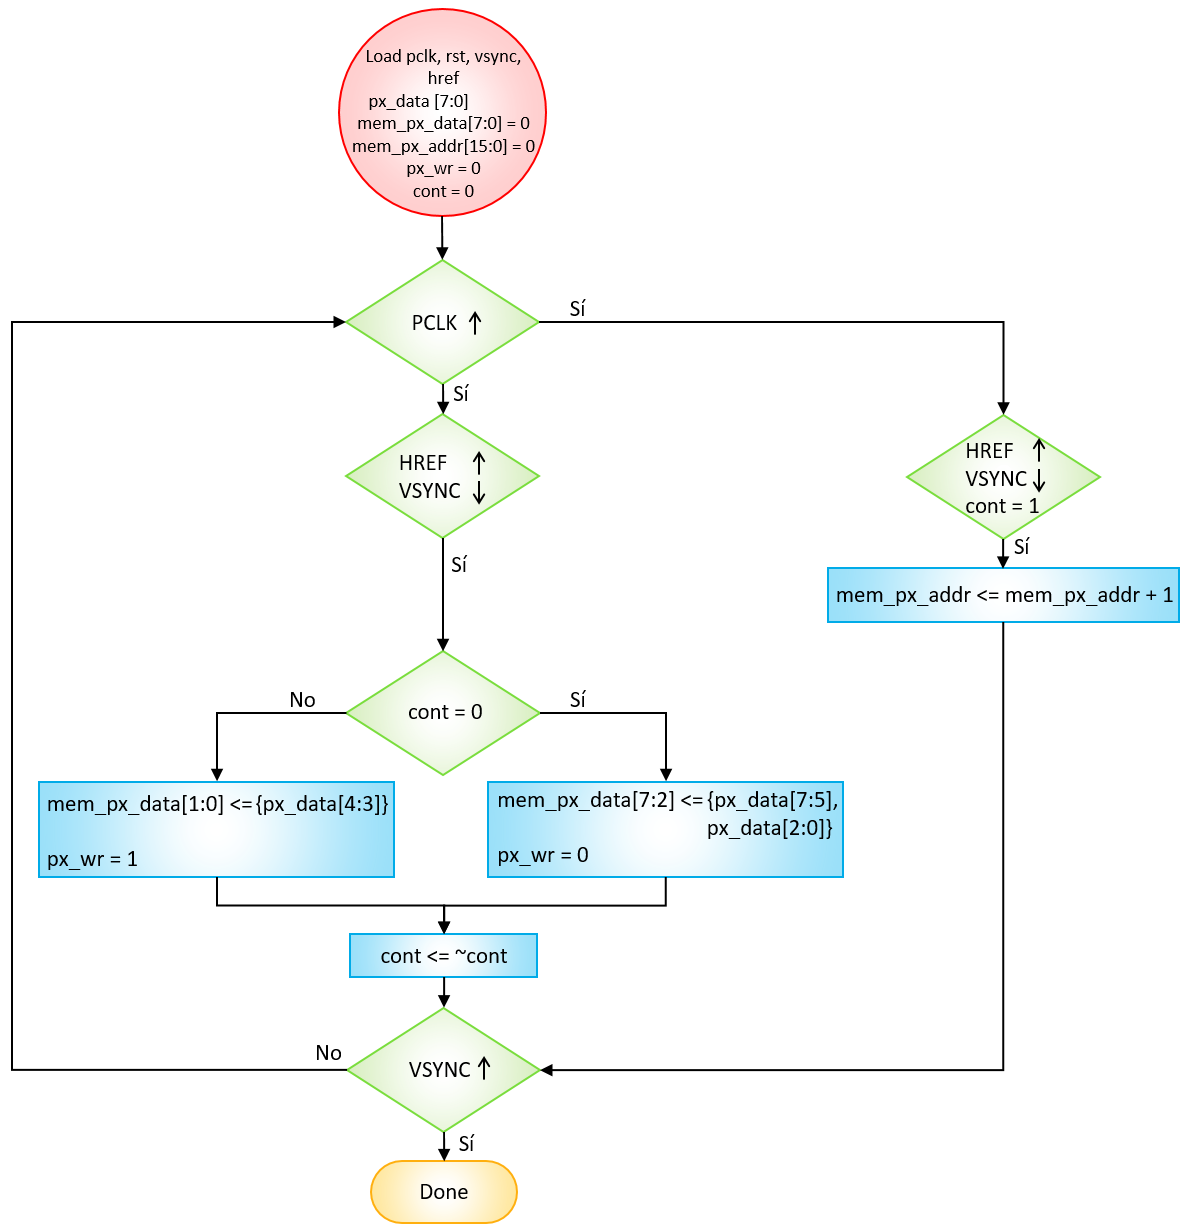 Load pclk, rst, vsync,
href
px_data [7:0]
mem_px_data[7:0] = 0
mem_px_addr[15:0] = 0
px_wr = 0
cont = 0
PCLK ↑
Sí
Sí
HREF ↑
VSYNC ↓
HREF ↑
VSYNC ↓
cont = 1
Sí
Sí
mem_px_addr <= mem_px_addr + 1
cont = 0
No
Sí
mem_px_data[1:0] <={px_data[4:3]}
px_wr = 1
mem_px_data[7:2] <={px_data[7:5],
px_data[2:0]}
px_wr = 0
cont <= ~cont
VSYNC ↑
No
Sí
Done